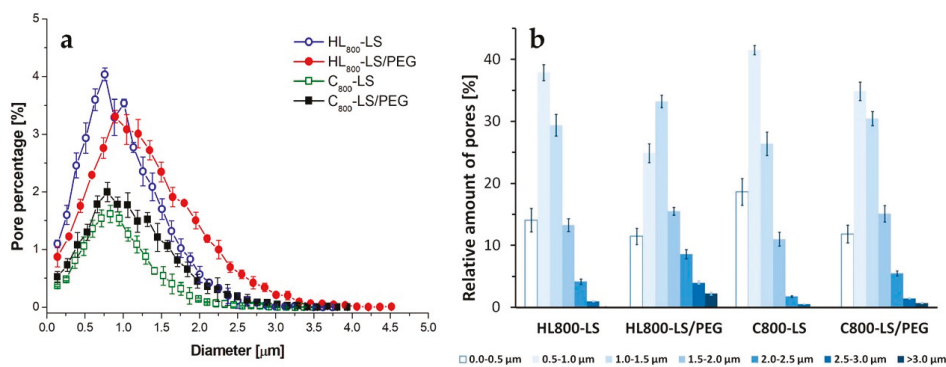 a
HL800-LS
HL800-LS/PEG
C800-LS
C800-LS/PEG
Pore percentage [%]
5
4
3
2
1
0
0.0 0.5 1.0 1.5 2.0 2.5 3.0 3.5 4.0 4.5 5.0
Diameter [µm]
b
Relative amount of pores [%]
40
30
20
10
0
HL800-LS HL800-LS/PEG C800-LS C800-LS/PEG
0.0-0.5 µm 0.5-1.0 µm 1.0-1.5 µm 1.5-2.0 µm 2.0-2.5 µm 2.5-3.0 µm >3.0 µm